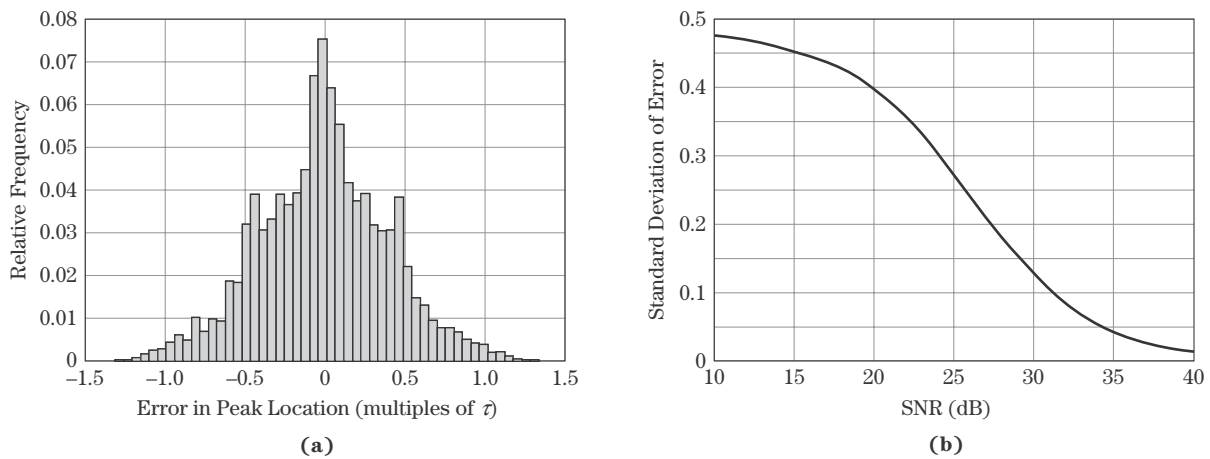 0.08
0.07
0.06
0.05
0.04
0.03
0.02
0.01
0
Relative Frequency
–1.5 –1.0 –0.5 0 0.5 1.0 1.5
Error in Peak Location (multiples of τ)
(a)
0.5
0.4
0.3
0.2
0.1
0
Standard Deviation of Error
10 15 20 25 30 35 40
SNR (dB)
(b)